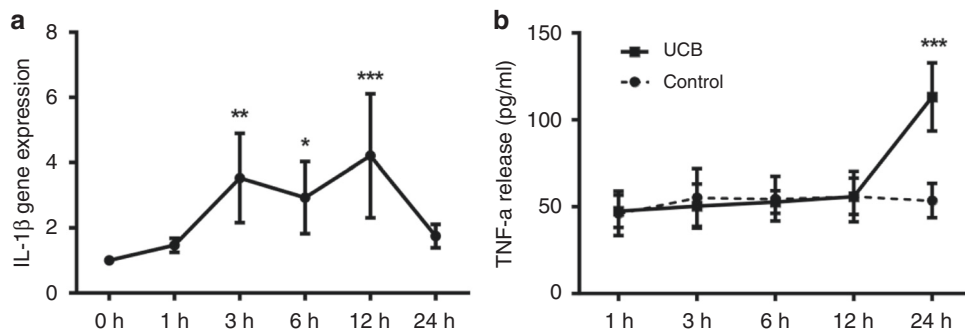 a
IL-1β gene expression
8
6
4
2
0
**
*
***
0 h 1 h 3 h 6 h 12 h 24 h
b
TNF-a release (pg/ml)
150
100
50
0
UCB
Control
***
1 h 3 h 6 h 12 h 24 h